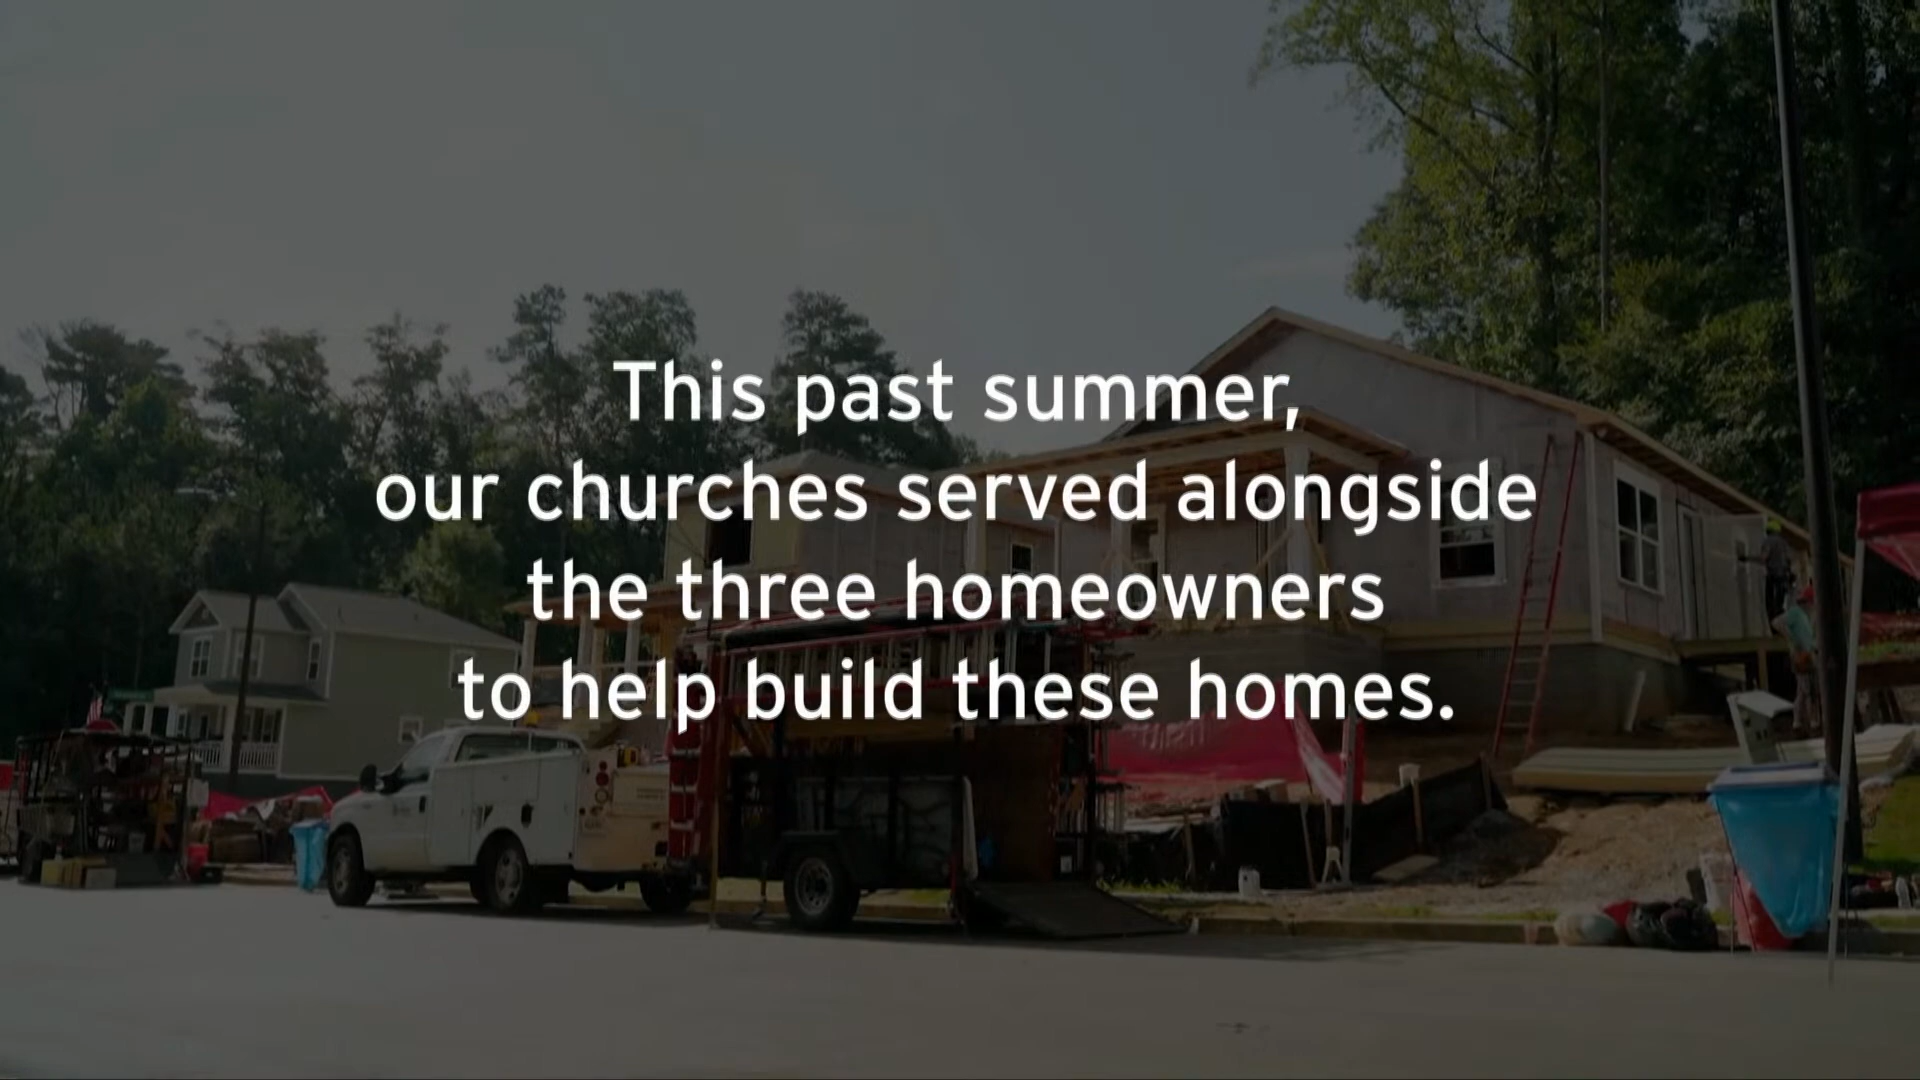 This past summer,
our churches served alongside
the three homeowners
to help build these homes.